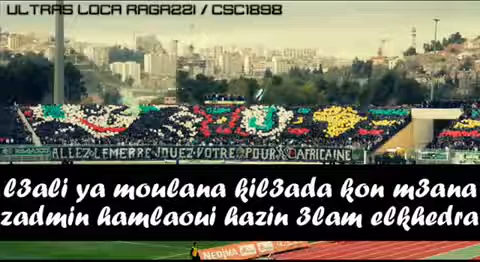 ULTRAS LOCA RAGAZZI / CSC1898
ALLEZ LEMERRE JOUEZ VOTRE POUR AFRICAINE
l3ali ya moulana kil3ada kon m3ana
zadmin hamlaoui hazin 3lam elkhedra
NEDJMA